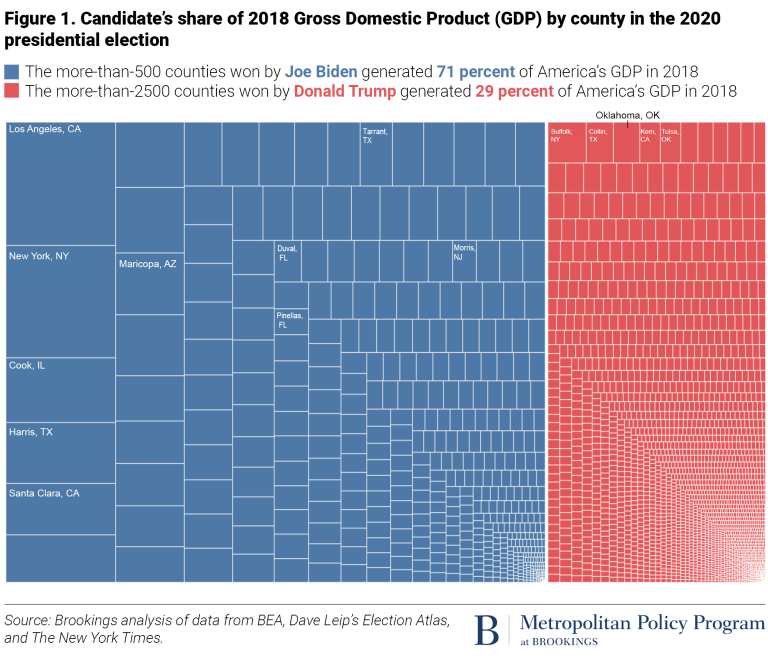 Figure 1. Candidate's share of 2018 Gross Domestic Product (GDP) by county in the 2020
presidential election
The more-than-500 counties won by Joe Biden generated 71 percent of America's GDP in 2018
The more-than-2500 counties won by Donald Trump generated 29 percent of America's GDP in 2018
Oklahoma, OK
Los Angeles, CA
Tarrant,
TX
Suffolk,
NY
Collin,
TX
Kern,
CA
Tulsa,
OK
New York, NY
Maricopa, AZ
Duval,
FL
Morris,
NJ
Pinellas,
FL
Cook, IL
Harris, TX
Santa Clara, CA
Source: Brookings analysis of data from BEA, Dave Leip's Election Atlas,
and The New York Times.
B
Metropolitan Policy Program
at BROOKINGS